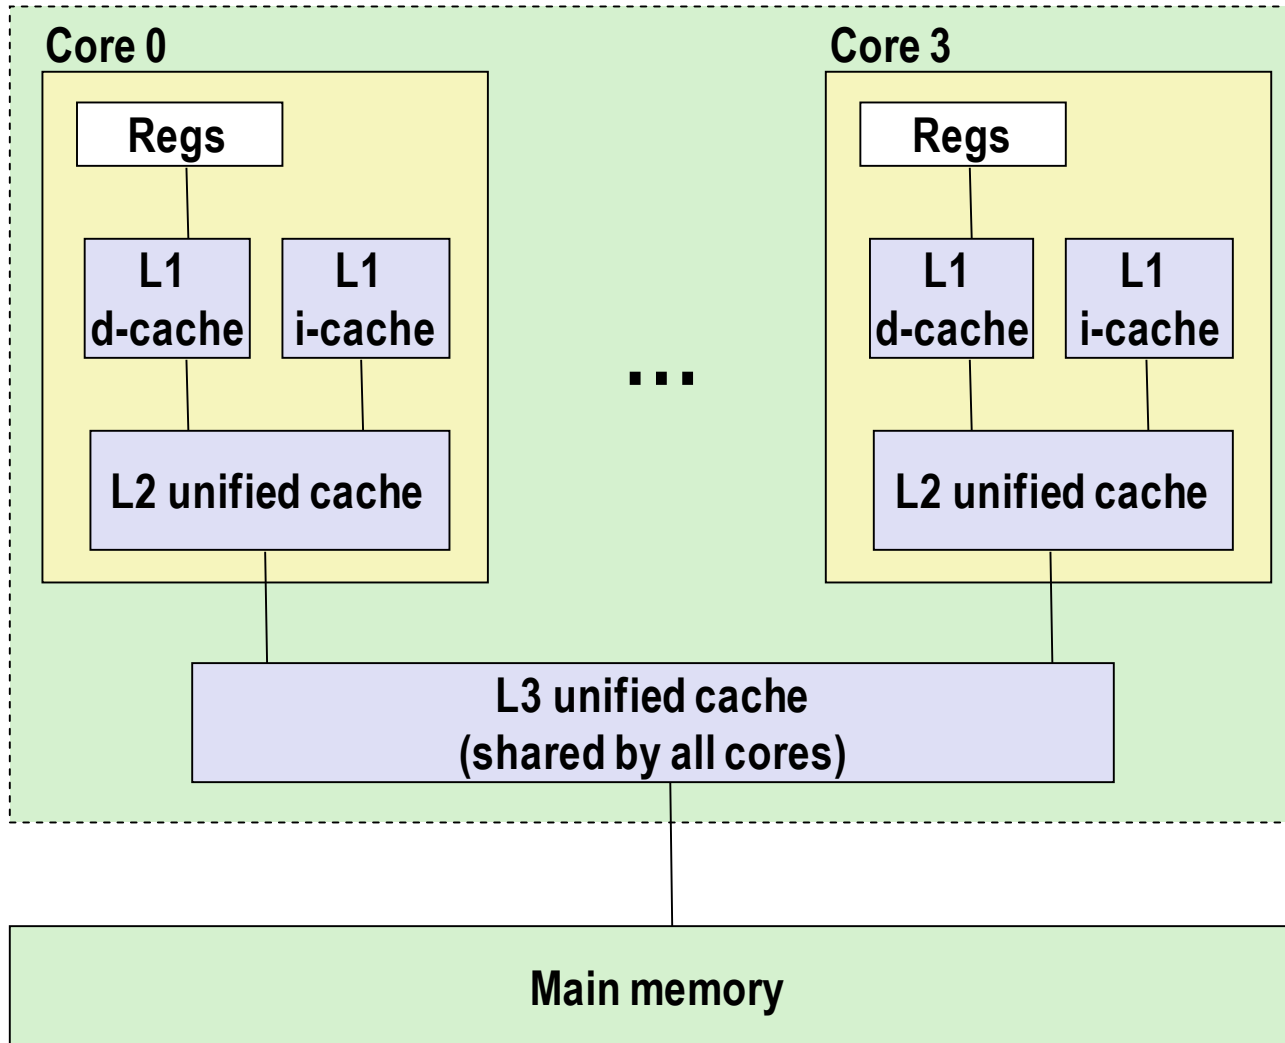 Core 0
Regs
L1
d-cache
L1
i-cache
L2 unified cache
...
Core 3
Regs
L1
d-cache
L1
i-cache
L2 unified cache
L3 unified cache
(shared by all cores)
Main memory